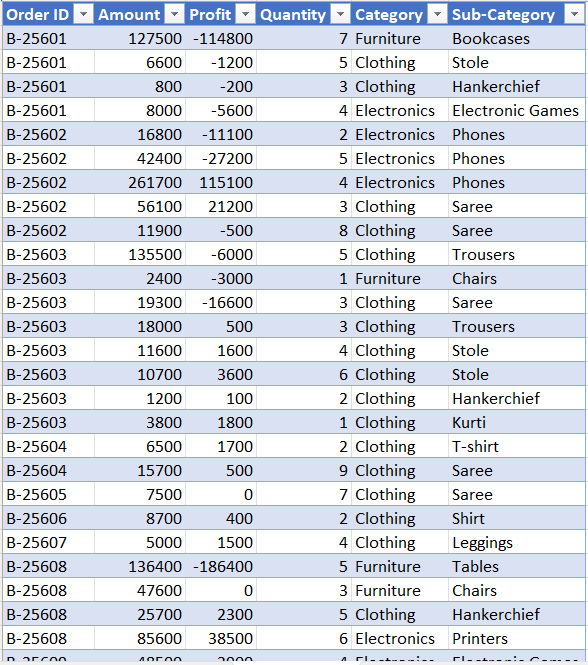 Order ID Amount Profit Quantity Category Sub-Category
B-25601 127500 -114800 7 Furniture Bookcases
B-25601 6600 -1200 5 Clothing Stole
B-25601 800 -200 3 Clothing Hankerchief
B-25601 8000 -5600 4 Electronics Electronic Games
B-25602 16800 -11100 2 Electronics Phones
B-25602 42400 -27200 5 Electronics Phones
B-25602 261700 115100 4 Electronics Phones
B-25602 56100 21200 3 Clothing Saree
B-25602 11900 -500 8 Clothing Saree
B-25603 135500 -6000 5 Clothing Trousers
B-25603 2400 -3000 1 Furniture Chairs
B-25603 19300 -16600 3 Clothing Saree
B-25603 18000 500 3 Clothing Trousers
B-25603 11600 1600 4 Clothing Stole
B-25603 10700 3600 6 Clothing Stole
B-25603 1200 100 2 Clothing Hankerchief
B-25603 3800 1800 1 Clothing Kurti
B-25604 6500 1700 2 Clothing T-shirt
B-25604 15700 500 9 Clothing Saree
B-25605 7500 0 7 Clothing Saree
B-25606 8700 400 2 Clothing Shirt
B-25607 5000 1500 4 Clothing Leggings
B-25608 136400 -186400 5 Furniture Tables
B-25608 47600 0 3 Furniture Chairs
B-25608 25700 2300 5 Clothing Hankerchief
B-25608 85600 38500 6 Electronics Printers